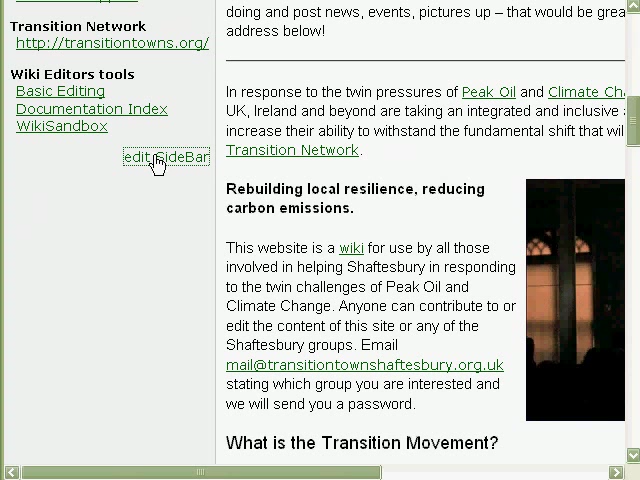 Transition Network
http://transitiontowns.org/
Wiki Editors tools
Basic Editing
Documentation Index
WikiSandbox
edit SideBar
doing and post news, events, pictures up – that would be
address below!
In response to the twin pressures of Peak Oil and Climate
UK, Ireland and beyond are taking an integrated and inclusive
increase their ability to withstand the fundamental shift that
Transition Network.
Rebuilding local resilience, reducing
carbon emissions.
This website is a wiki for use by all those
involved in helping Shaftesbury in responding
to the twin challenges of Peak Oil and
Climate Change. Anyone can contribute to or
edit the content of this site or any of the
Shaftesbury groups. Email
mail@transitiontownshaftesbury.org.uk
stating which group you are interested and
we will send you a password.
What is the Transition Movement?